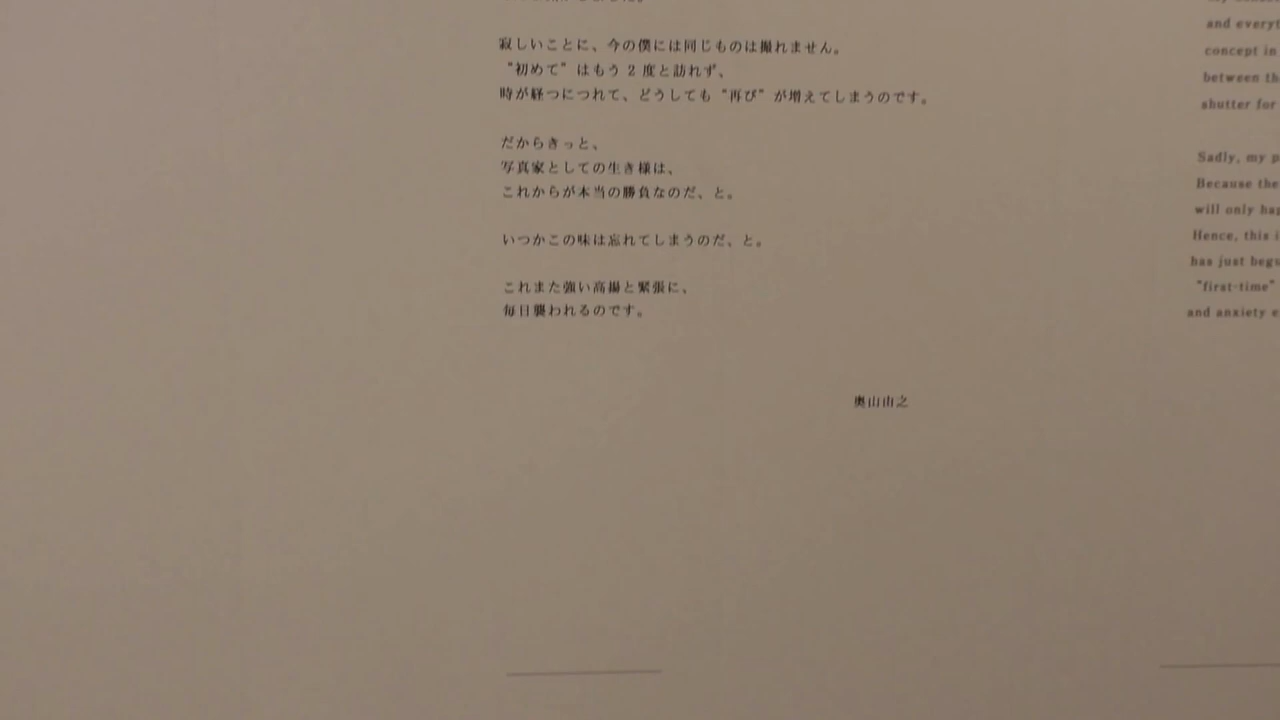 寂しいことに、今の僕には同じものは撮れません。
“初めて”はもう 2 度と訪れず、
時が経つにつれて、どうしても“再び”が増えてしまうのです。
だからきっと、
写真家としての生き様は、
これからが本当の勝負なのだ、と。
いつかこの味は忘れてしまうのだ、と。
これまた強い高揚と緊張に、
毎日襲われるのです。
奥山由之
and
concept in
between
shutter for
Sadly, my
Because
will only
Hence, this
has just
“first-time”
and anxiety